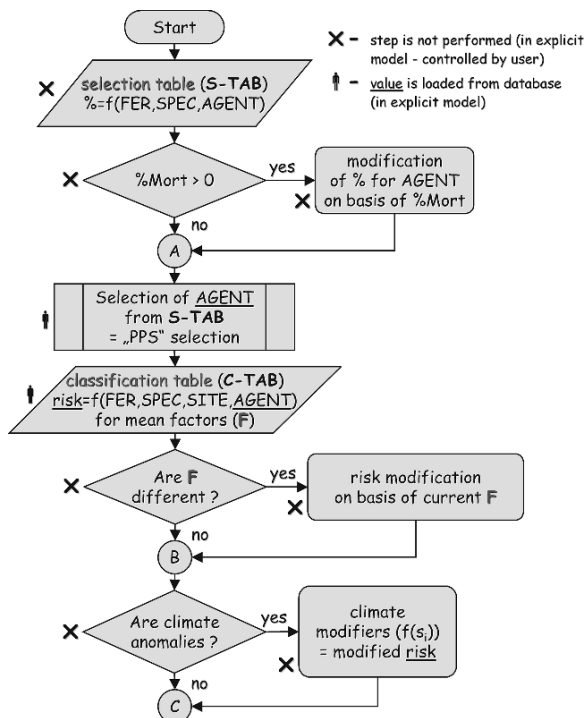 Start
✕ – step is not performed (in explicit
model - controlled by user)
– value is loaded from database
(in explicit model)
selection table (S-TAB)
%=f(FER,SPEC,AGENT)
%Mort > 0
yes
modification
of % for AGENT
on basis of %Mort
no
A
Selection of AGENT
from S-TAB
= „PPS“ selection
classification table (C-TAB)
risk=f(FER,SPEC,SITE,AGENT)
for mean factors (F)
Are F
different ?
yes
risk modification
on basis of current F
no
B
Are climate
anomalies ?
yes
climate
modifiers (f(sᵢ))
= modified risk
no
C